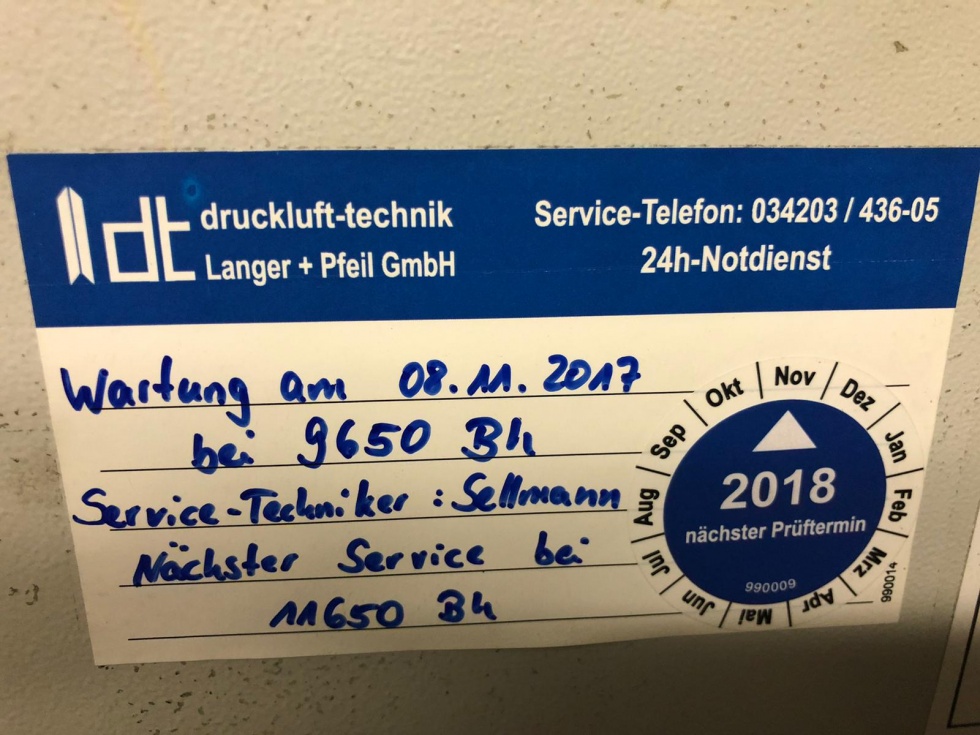 dt druckluft-technik
Langer + Pfeil GmbH
Service-Telefon: 034203 / 436-05
24h-Notdienst
Wartung am 08.11.2017
bei 9650 Bh
Service-Techniker: Sellmann
Nächster Service bei
11650 Bh
Jan
Feb
Mrz
Apr
Mai
Jun
Jul
Aug
Sep
Okt
Nov
Dez
2018
nächster Prüftermin
990009
990014